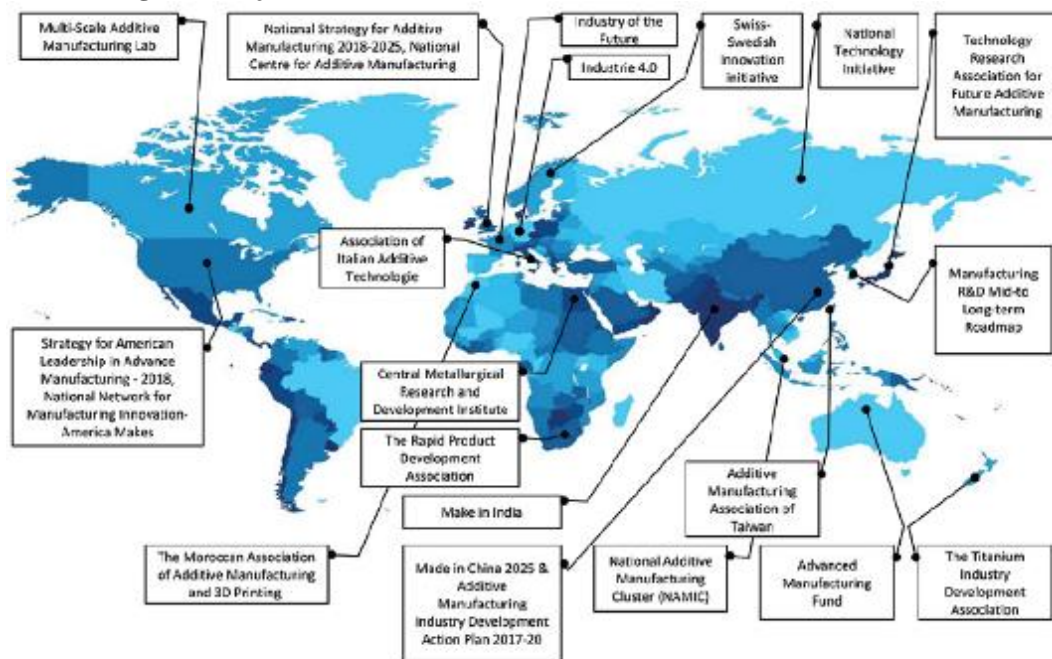 Multi-Scale Additive
Manufacturing Lab
National Strategy for Additive
Manufacturing 2018-2025, National
Centre for Additive Manufacturing
Industry of the
Future
Industrie 4.0
Swiss-
Swedish
Innovation
initiative
National
Technology
Initiative
Technology
Research
Association for
Future Additive
Manufacturing
Association of
Italian Additive
Technologie
Manufacturing
R&D Mid-to
Long-term
Roadmap
Strategy for American
Leadership in Advance
Manufacturing - 2018,
National Network for
Manufacturing Innovation-
America Makes
Central Metallurgical
Research and
Development Institute
The Rapid Product
Development
Association
Make in India
Additive
Manufacturing
Association of
Taiwan
The Moroccan Association
of Additive Manufacturing
and 3D Printing
Made in China 2025 &
Additive
Manufacturing
Industry Development
Action Plan 2017-20
National Additive
Manufacturing
Cluster (NAMIC)
Advanced
Manufacturing
Fund
The Titanium
Industry
Development
Association